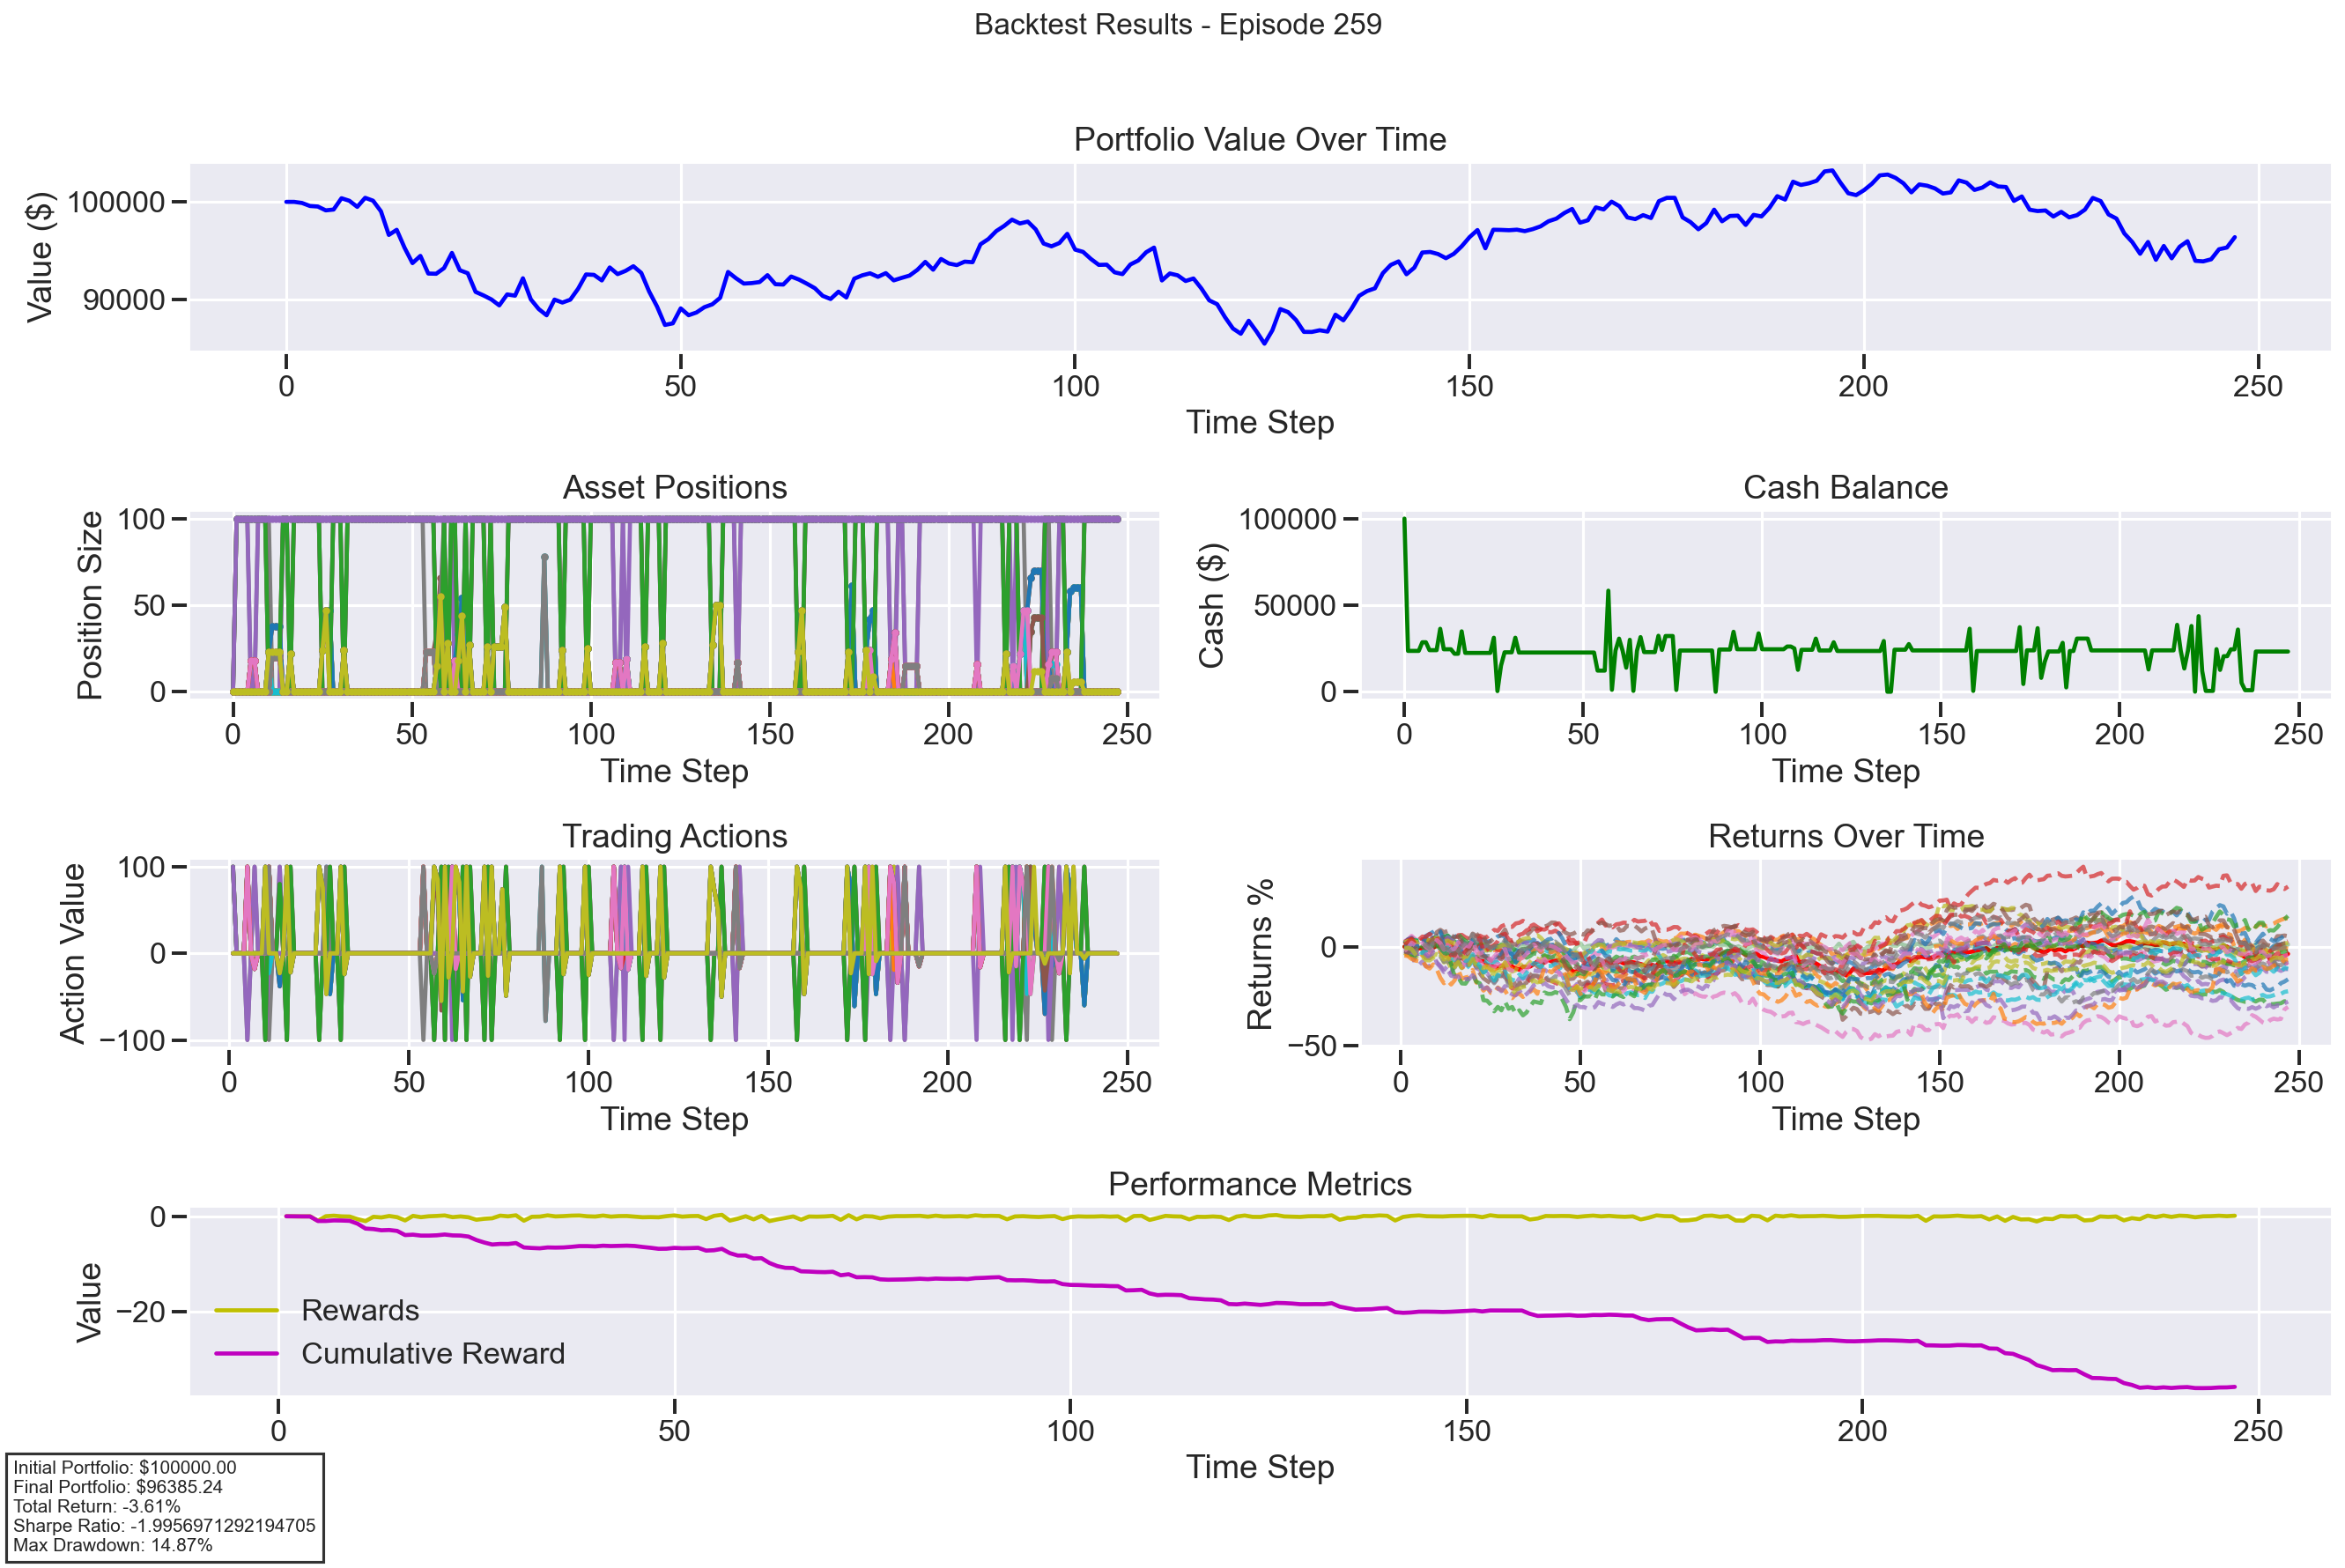 Backtest Results - Episode 259
Portfolio Value Over Time
Value ($)
100000
90000
0 50 100 150 200 250
Time Step
Asset Positions
Position Size
100
50
0
0 50 100 150 200 250
Time Step
Cash Balance
Cash ($)
100000
50000
0
0 50 100 150 200 250
Time Step
Trading Actions
Action Value
100
0
−100
0 50 100 150 200 250
Time Step
Returns Over Time
Returns %
0
−50
0 50 100 150 200 250
Time Step
Performance Metrics
Value
0
−20
Rewards
Cumulative Reward
0 50 100 150 200 250
Time Step
Initial Portfolio: $100000.00
Final Portfolio: $96385.24
Total Return: -3.61%
Sharpe Ratio: -1.9956971292194705
Max Drawdown: 14.87%